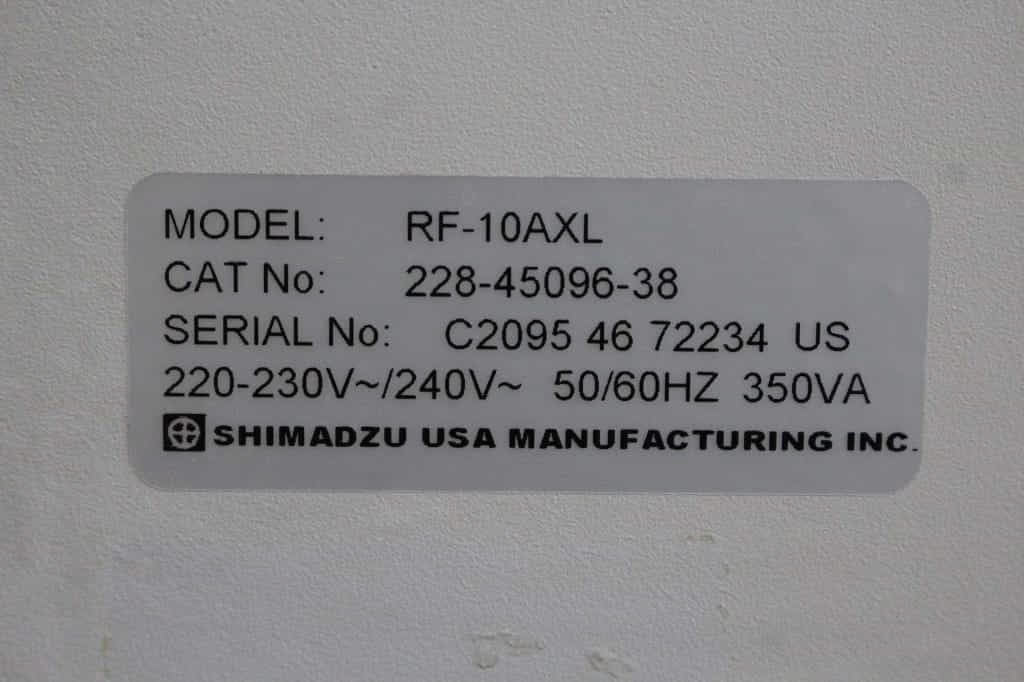 MODEL: RF-10AXL
CAT No: 228-45096-38
SERIAL No: C2095 46 72234 US
220-230V~/240V~ 50/60HZ 350VA
SHIMADZU USA MANUFACTURING INC.